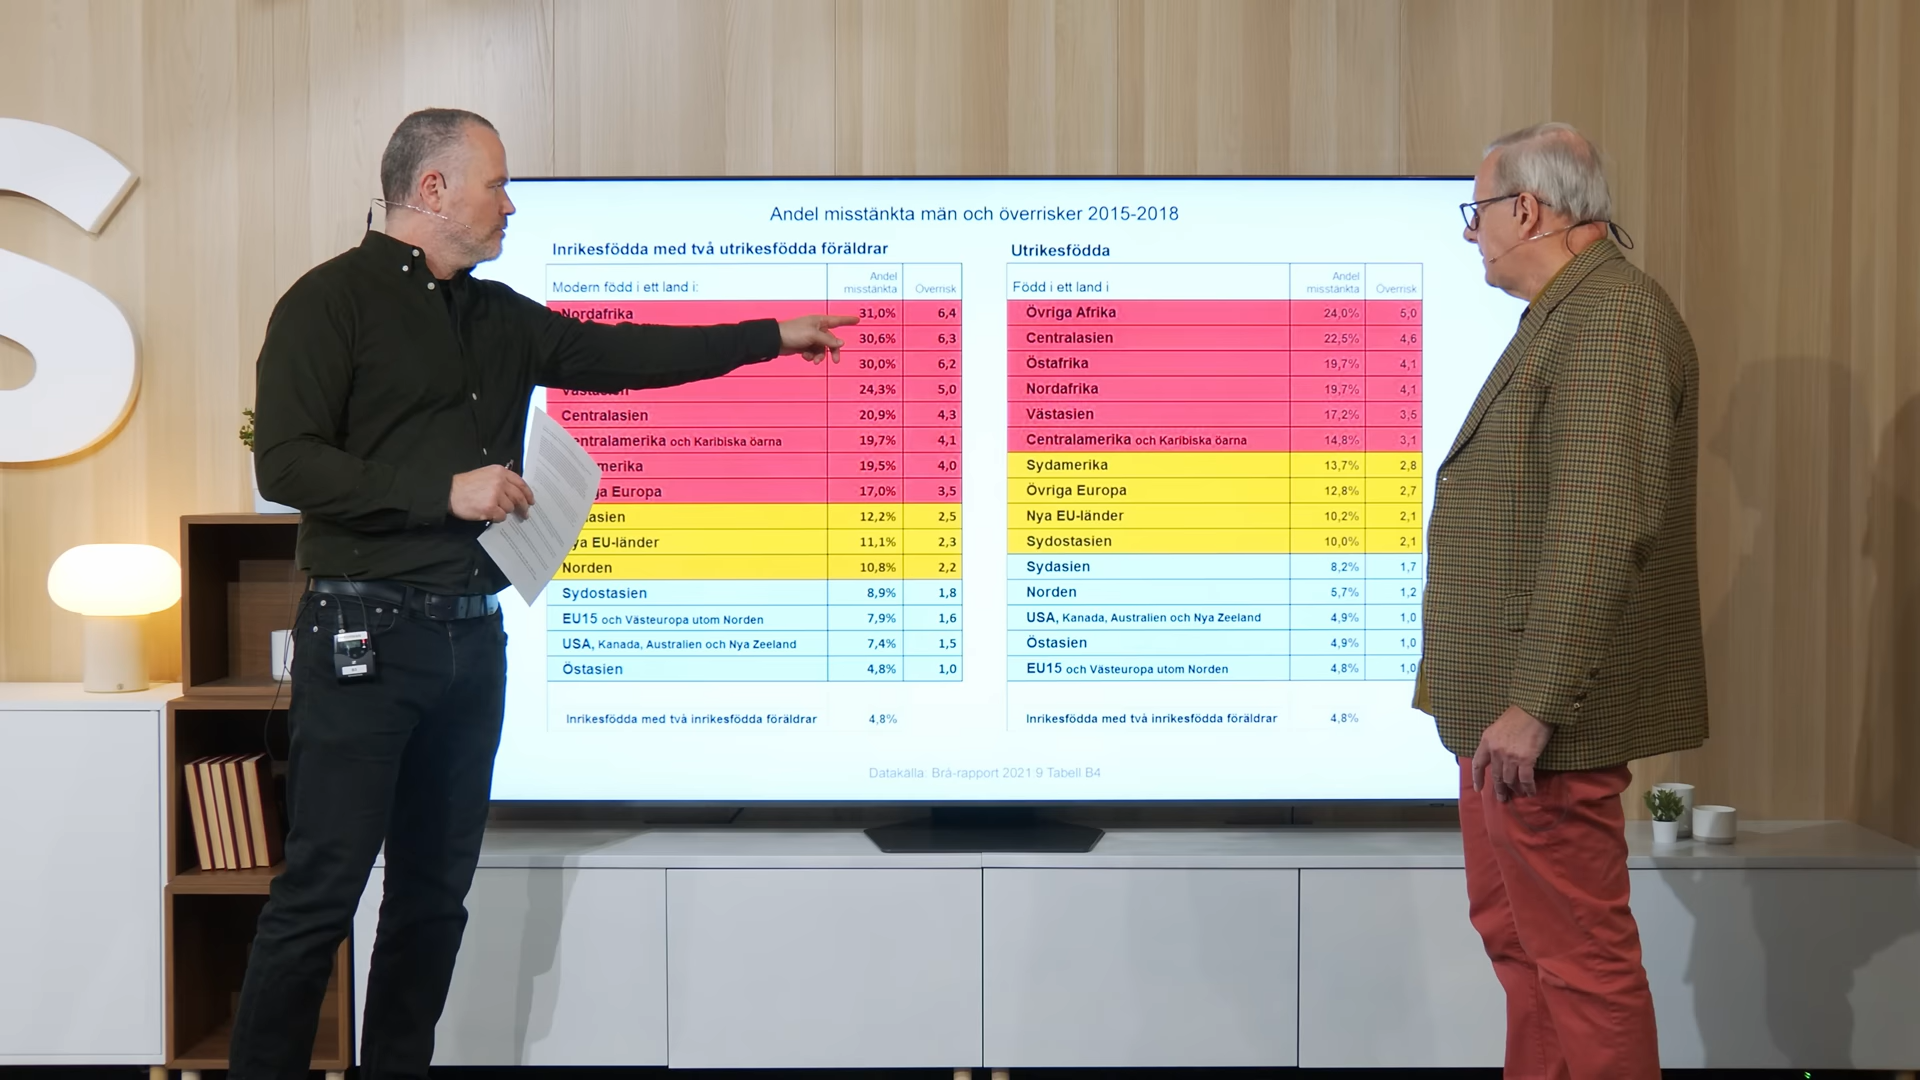 S
Andel misstänkta män och överrisker 2015-2018
Inrikesfödda med två utrikesfödda föräldrar
Modern född i ett land i: Andel misstänkta Överrisk
Nordafrika 31,0% 6,4
30,6% 6,3
30,0% 6,2
Västasien 24,3% 5,0
Centralasien 20,9% 4,3
Centralamerika och Karibiska öarna 19,7% 4,1
merika 19,5% 4,0
ga Europa 17,0% 3,5
asien 12,2% 2,5
ya EU-länder 11,1% 2,3
Norden 10,8% 2,2
Sydostasien 8,9% 1,8
EU15 och Västeuropa utom Norden 7,9% 1,6
USA, Kanada, Australien och Nya Zeeland 7,4% 1,5
Östasien 4,8% 1,0
Inrikesfödda med två inrikesfödda föräldrar 4,8%
Utrikesfödda
Född i ett land i Andel misstänkta Överrisk
Övriga Afrika 24,0% 5,0
Centralasien 22,5% 4,6
Östafrika 19,7% 4,1
Nordafrika 19,7% 4,1
Västasien 17,2% 3,5
Centralamerika och Karibiska öarna 14,8% 3,1
Sydamerika 13,7% 2,8
Övriga Europa 12,8% 2,7
Nya EU-länder 10,2% 2,1
Sydostasien 10,0% 2,1
Sydasien 8,2% 1,7
Norden 5,7% 1,2
USA, Kanada, Australien och Nya Zeeland 4,9% 1,0
Östasien 4,9% 1,0
EU15 och Västeuropa utom Norden 4,8% 1,0
Inrikesfödda med två inrikesfödda föräldrar 4,8%
Datakälla: Brå-rapport 2021:9 Tabell B4